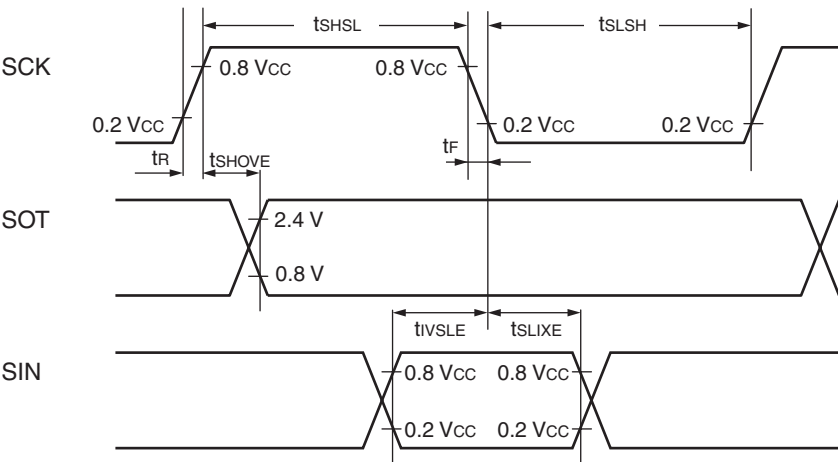 tSHSL
tSLSH
SCK
0.8 VCC
0.8 VCC
0.2 VCC
0.2 VCC
0.2 VCC
tR
tSHOVE
tF
SOT
2.4 V
0.8 V
tIVSLE
tSLIXE
SIN
0.8 VCC
0.8 VCC
0.2 VCC
0.2 VCC